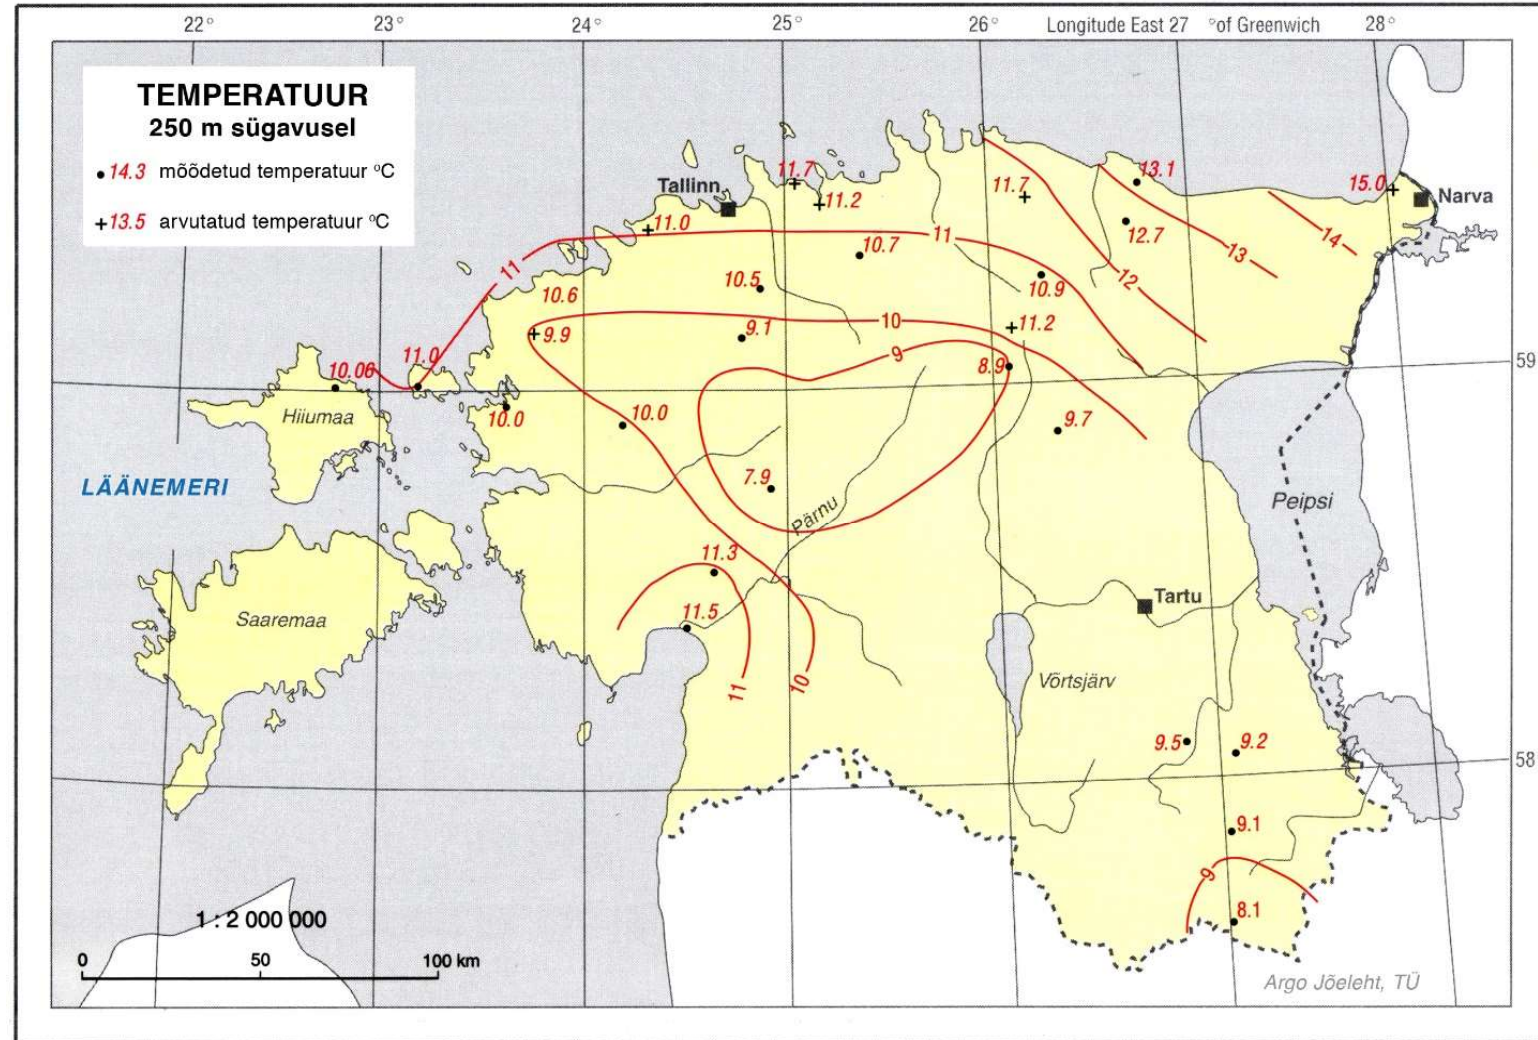 22° 23° 24° 25° 26° Longitude East 27 °of Greenwich 28°
TEMPERATUUR
250 m sügavusel
14.3 mõõdetud temperatuur °C
13.5 arvutatud temperatuur °C
13.1
11.7
11.7
15.0
Tallinn
Narva
11.2
11.0
12.7
11
14
10.7
13
11
10.5
10.9
12
10.6
10
11.2
9.9
9.1
9
11.0
59
10.06
8.9
Hiiumaa
10.0
10.0
9.7
7.9
LÄÄNEMERI
Pärnu
Peipsi
11.3
Tartu
11.5
Saaremaa
Võrtsjärv
11
10
9.5
9.2
58
9.1
9
8.1
1 : 2 000 000
0 50 100 km
Argo Jõeleht, TÜ